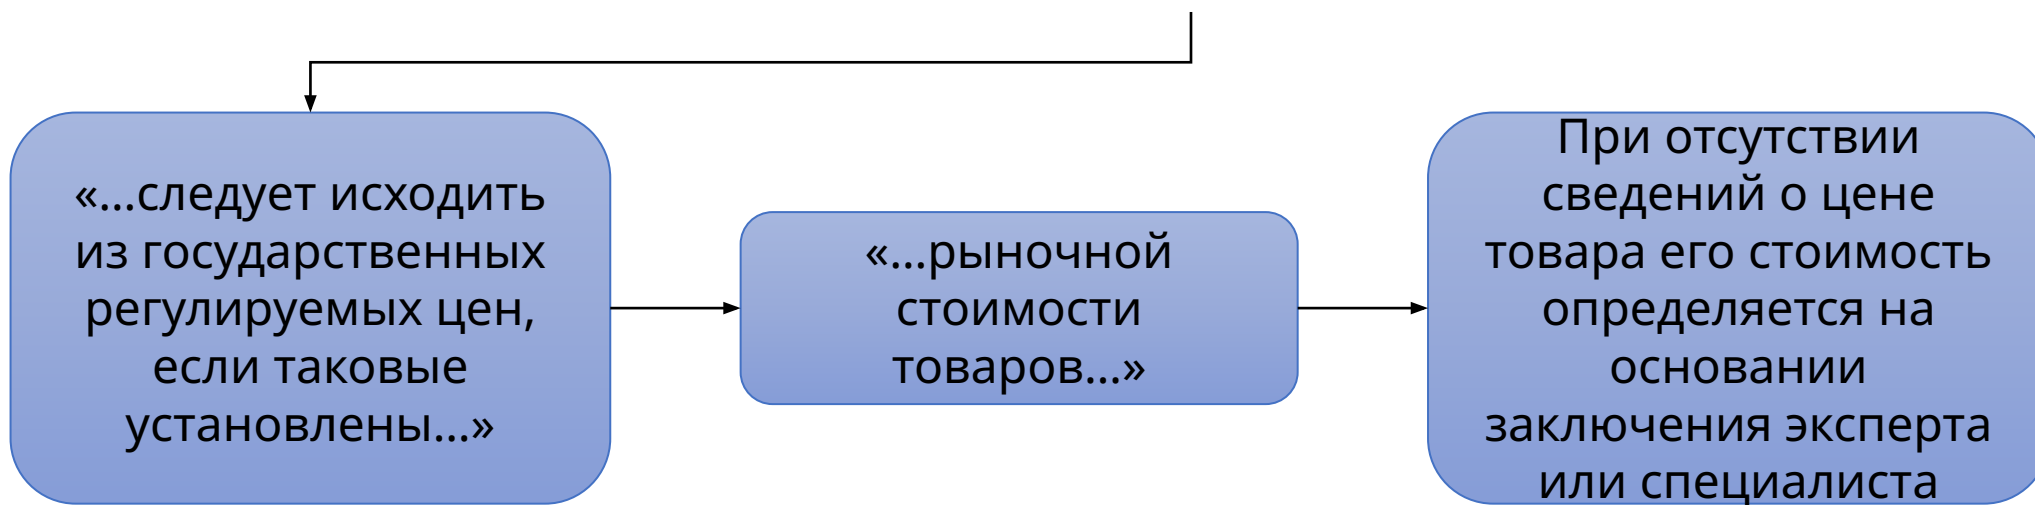 «…следует исходить
из государственных
регулируемых цен,
если таковые
установлены…»
«…рыночной
стоимости
товаров…»
При отсутствии
сведений о цене
товара его стоимость
определяется на
основании
заключения эксперта
или специалиста